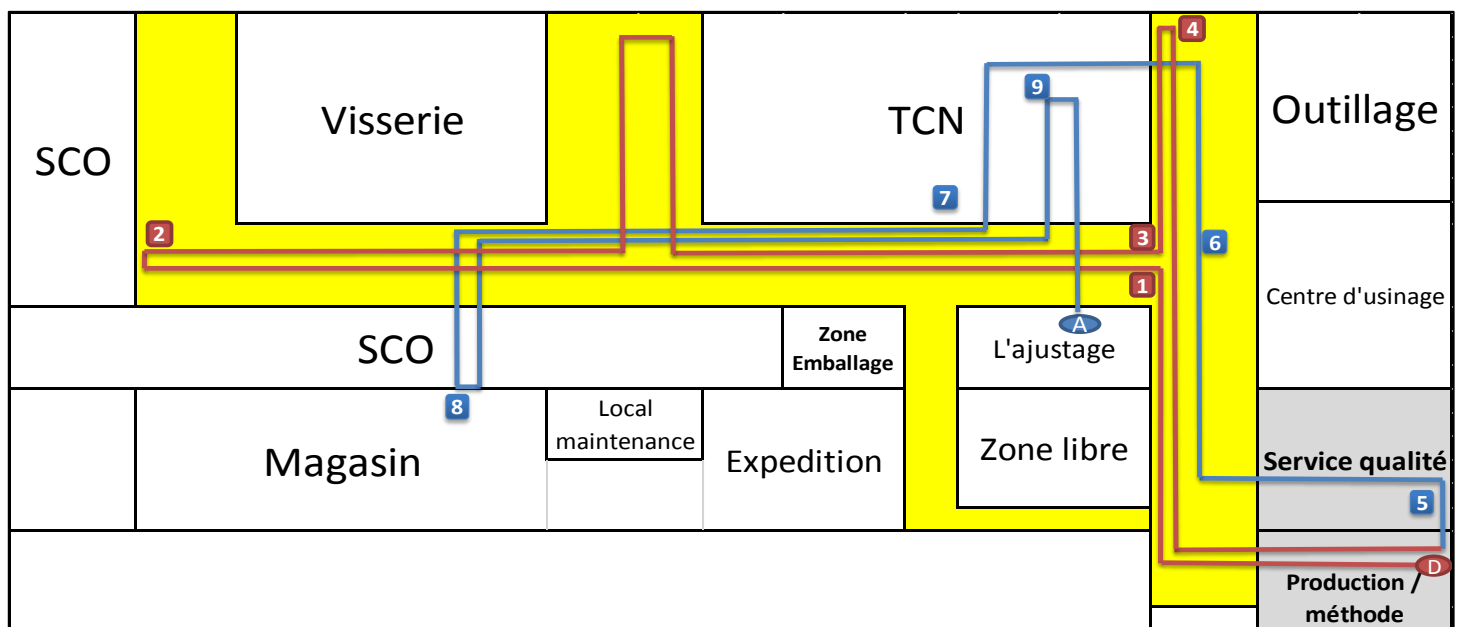 4
9
Visserie
TCN
Outillage
SCO
7
2
3
6
1
Centre d'usinage
A
SCO
Zone
Emballage
L'ajustage
8
Local
maintenance
Magasin
Expedition
Zone libre
Service qualité
5
D
Production /
méthode